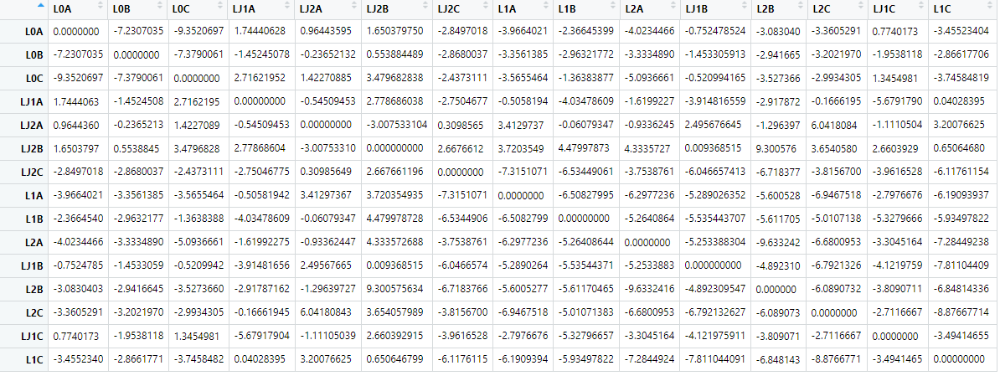 L0A L0B L0C LJ1A LJ2A LJ2B LJ2C L1A L1B L2A LJ1B L2B L2C LJ1C L1C
L0A 0.0000000 -7.2307035 -9.3520697 1.74440628 0.96443595 1.650379750 -2.8497018 -3.9664021 -2.36645399 -4.0234466 -0.752478524 -3.083040 -3.3605291 0.7740173 -3.45523404
L0B -7.2307035 0.0000000 -7.3790061 -1.45245078 -0.23652132 0.553884489 -2.8680037 -3.3561385 -2.96321772 -3.3334890 -1.453305913 -2.941665 -3.2021970 -1.9538118 -2.86617706
L0C -9.3520697 -7.3790061 0.0000000 2.71621952 1.42270885 3.479682838 -2.4373111 -3.5655464 -1.36383877 -5.0936661 -0.520994165 -3.527366 -2.9934305 1.3454981 -3.74584819
LJ1A 1.7444063 -1.4524508 2.7162195 0.00000000 -0.54509453 2.778686038 -2.7504677 -0.5058194 -4.03478609 -1.6199227 -3.914816559 -2.917872 -0.1666195 -5.6791790 0.04028395
LJ2A 0.9644360 -0.2365213 1.4227089 -0.54509453 0.00000000 -3.007533104 0.3098565 3.4129737 -0.06079347 -0.9336245 2.495676645 -1.296397 6.0418084 -1.1110504 3.20076625
LJ2B 1.6503797 0.5538845 3.4796828 2.77868604 -3.00753310 0.000000000 2.6676612 3.7203549 4.47997873 4.3335727 0.009368515 9.300576 3.6540580 2.6603929 0.65064680
LJ2C -2.8497018 -2.8680037 -2.4373111 -2.75046775 0.30985649 2.667661196 0.0000000 -7.3151071 -6.53449061 -3.7538761 -6.046657413 -6.718377 -3.8156700 -3.9616528 -6.11761154
L1A -3.9664021 -3.3561385 -3.5655464 -0.50581942 3.41297367 3.720354935 -7.3151071 0.0000000 -6.50827995 -6.2977236 -5.289026352 -5.600528 -6.9467518 -2.7976676 -6.19093937
L1B -2.3664540 -2.9632177 -1.3638388 -4.03478609 -0.06079347 4.479978728 -6.5344906 -6.5082799 0.00000000 -5.2640864 -5.535443707 -5.611705 -5.0107138 -5.3279666 -5.93497822
L2A -4.0234466 -3.3334890 -5.0936661 -1.61992275 -0.93362447 4.333572688 -3.7538761 -6.2977236 -5.26408644 0.0000000 -5.253388304 -9.633242 -6.6800953 -3.3045164 -7.28449238
LJ1B -0.7524785 -1.4533059 -0.5209942 -3.91481656 2.49567665 0.009368515 -6.0466574 -5.2890264 -5.53544371 -5.2533883 0.000000000 -4.892310 -6.7921326 -4.1219759 -7.81104409
L2B -3.0830403 -2.9416645 -3.5273660 -2.91787162 -1.29639727 9.300575634 -6.7183766 -5.6005277 -5.61170465 -9.6332416 -4.892309547 0.000000 -6.0890732 -3.8090711 -6.84814336
L2C -3.3605291 -3.2021970 -2.9934305 -0.16661945 6.04180843 3.654057989 -3.8156700 -6.9467518 -5.01071383 -6.6800953 -6.792132627 -6.089073 0.0000000 -2.7116667 -8.87667714
LJ1C 0.7740173 -1.9538118 1.3454981 -5.67917904 -1.11105039 2.660392915 -3.9616528 -2.7976676 -5.32796657 -3.3045164 -4.121975911 -3.809071 -2.7116667 0.0000000 -3.49414655
L1C -3.4552340 -2.8661771 -3.7458482 0.04028395 3.20076625 0.650646799 -6.1176115 -6.1909394 -5.93497822 -7.2844924 -7.811044091 -6.848143 -8.8766771 -3.4941465 0.00000000